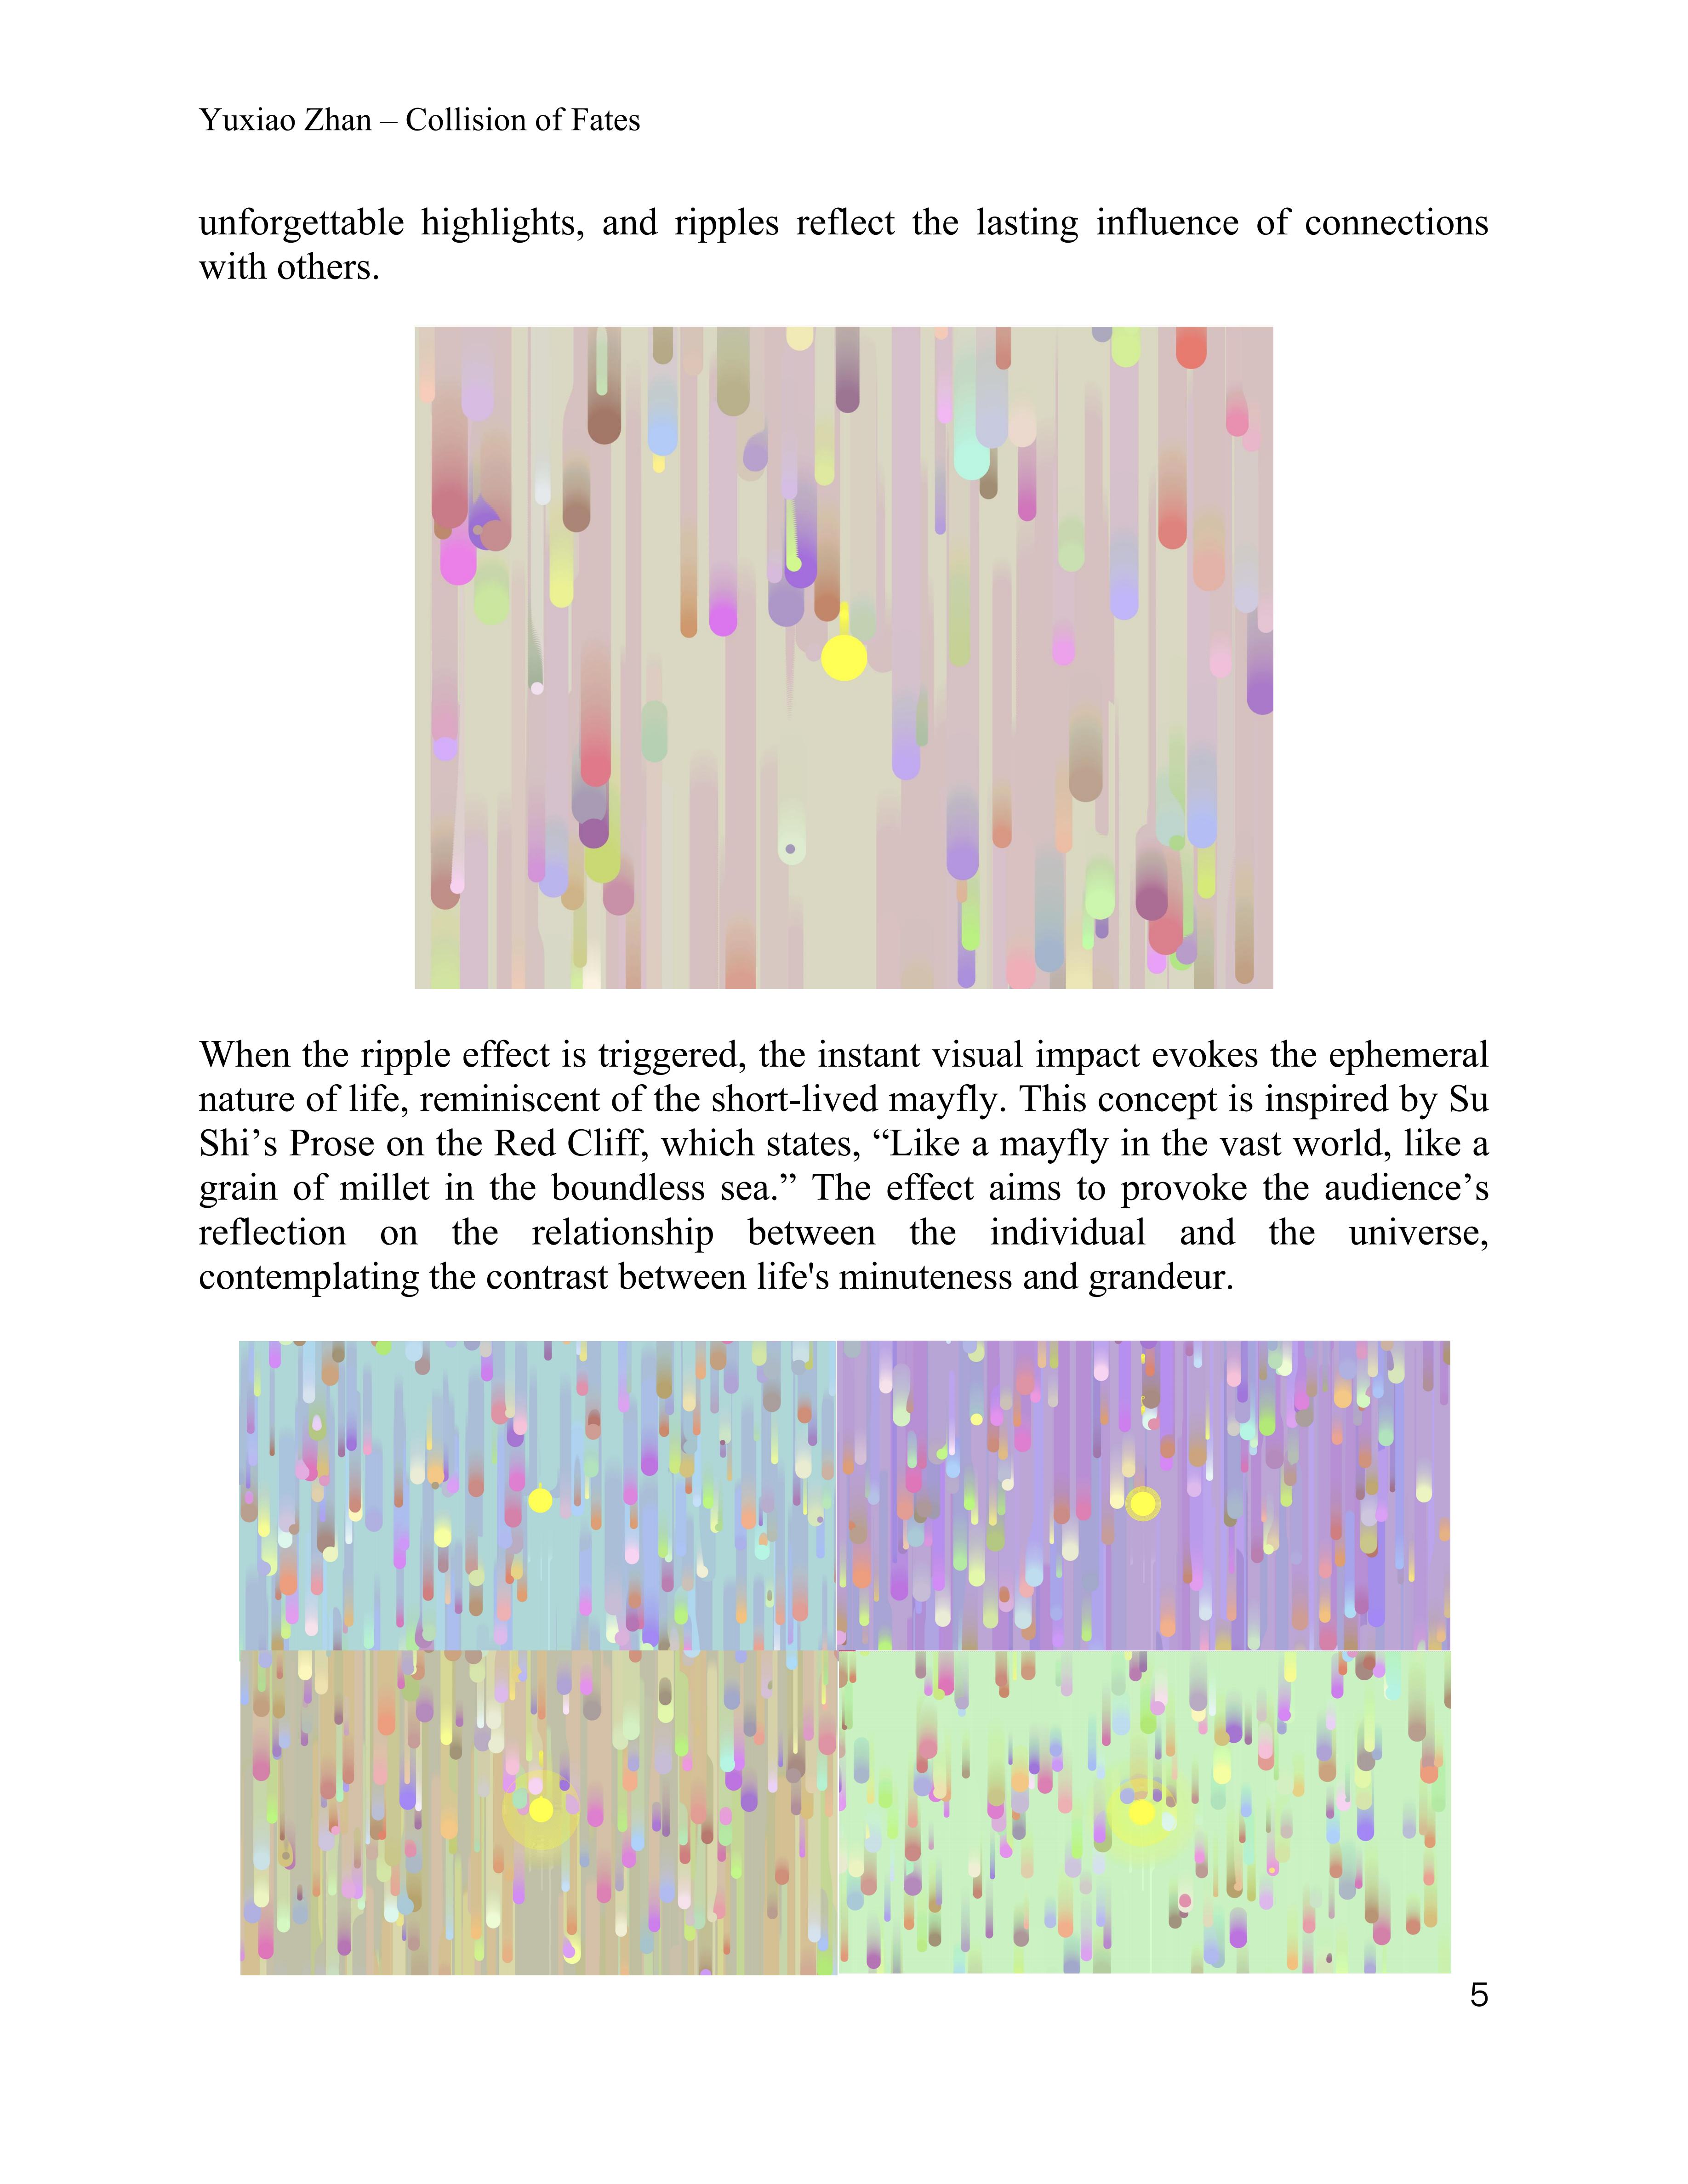 Yuxiao Zhan – Collision of Fates
unforgettable highlights, and ripples reflect the lasting influence of connections
with others.
When the ripple effect is triggered, the instant visual impact evokes the ephemeral
nature of life, reminiscent of the short-lived mayfly. This concept is inspired by Su
Shi’s Prose on the Red Cliff, which states, “Like a mayfly in the vast world, like a
grain of millet in the boundless sea.” The effect aims to provoke the audience’s
reflection on the relationship between the individual and the universe,
contemplating the contrast between life's minuteness and grandeur.
5